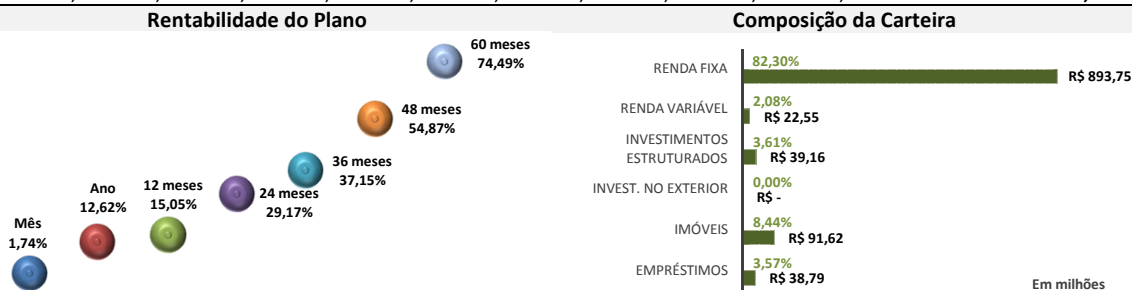 Rentabilidade do Plano
60 meses
74,49%
48 meses
54,87%
36 meses
37,15%
24 meses
29,17%
12 meses
15,05%
Ano
12,62%
Mês
1,74%
Composição da Carteira
RENDA FIXA
82,30%
R$ 893,75
RENDA VARIÁVEL
2,08%
R$ 22,55
INVESTIMENTOS
ESTRUTURADOS
3,61%
R$ 39,16
INVEST. NO EXTERIOR
0,00%
R$ -
IMÓVEIS
8,44%
R$ 91,62
EMPRÉSTIMOS
3,57%
R$ 38,79
Em milhões